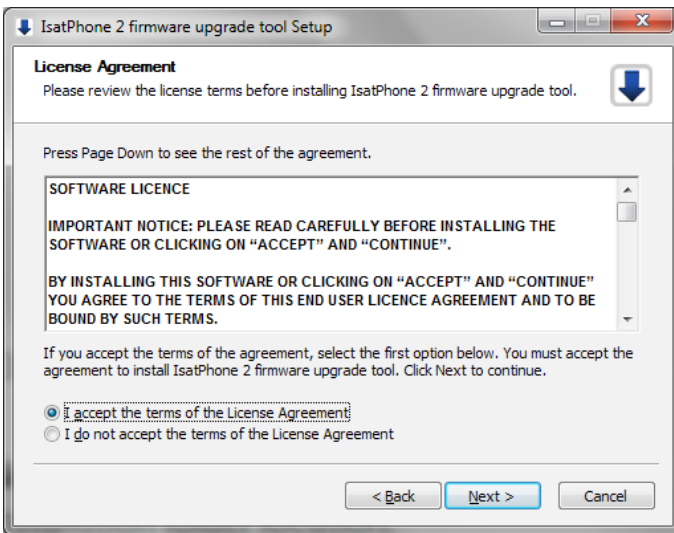 IsatPhone 2 firmware upgrade tool Setup
License Agreement
Please review the license terms before installing IsatPhone 2 firmware upgrade tool.
Press Page Down to see the rest of the agreement.
SOFTWARE LICENCE
IMPORTANT NOTICE: PLEASE READ CAREFULLY BEFORE INSTALLING THE
SOFTWARE OR CLICKING ON “ACCEPT” AND “CONTINUE”.
BY INSTALLING THIS SOFTWARE OR CLICKING ON “ACCEPT” AND “CONTINUE”
YOU AGREE TO THE TERMS OF THIS END USER LICENCE AGREEMENT AND TO BE
BOUND BY SUCH TERMS.
If you accept the terms of the agreement, select the first option below. You must accept the
agreement to install IsatPhone 2 firmware upgrade tool. Click Next to continue.
I accept the terms of the License Agreement
I do not accept the terms of the License Agreement
< Back Next > Cancel